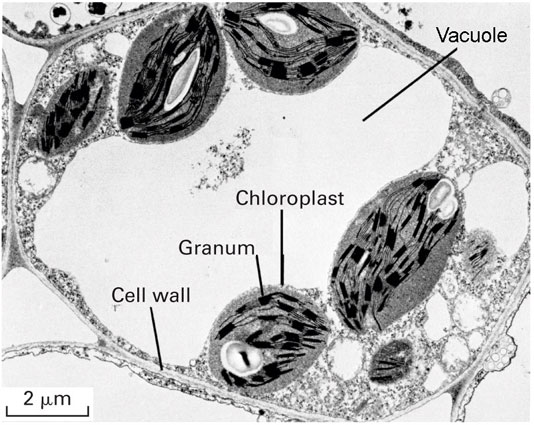 Vacuole
Chloroplast
Granum
Cell wall
2 μm